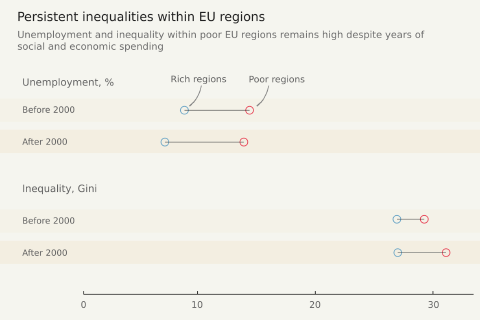 Persistent inequalities within EU regions
Unemployment and inequality within poor EU regions remains high despite years of
social and economic spending
Unemployment, %
Rich regions
Poor regions
Before 2000
After 2000
Inequality, Gini
Before 2000
After 2000
0
10
20
30